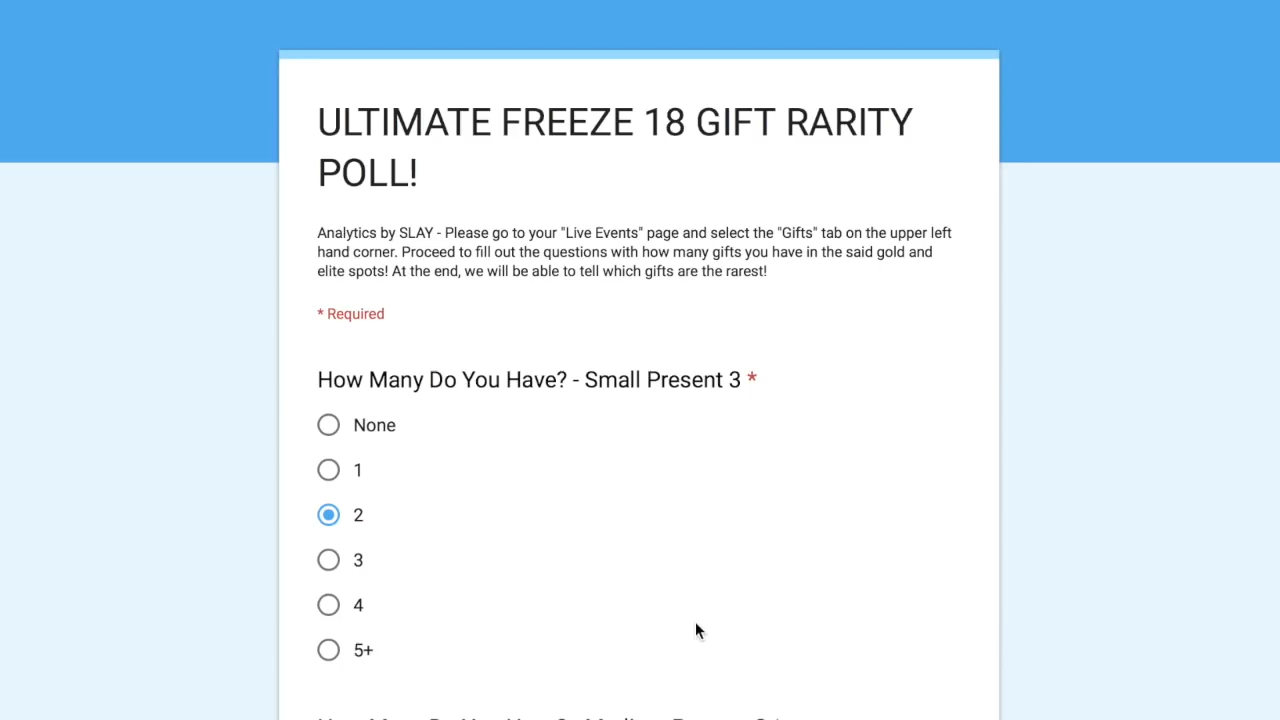 ULTIMATE FREEZE 18 GIFT RARITY
POLL!
Analytics by SLAY - Please go to your "Live Events" page and select the "Gifts" tab on the upper left
hand corner. Proceed to fill out the questions with how many gifts you have in the said gold and
elite spots! At the end, we will be able to tell which gifts are the rarest!
* Required
How Many Do You Have? - Small Present 3 *
None
1
2
3
4
5+